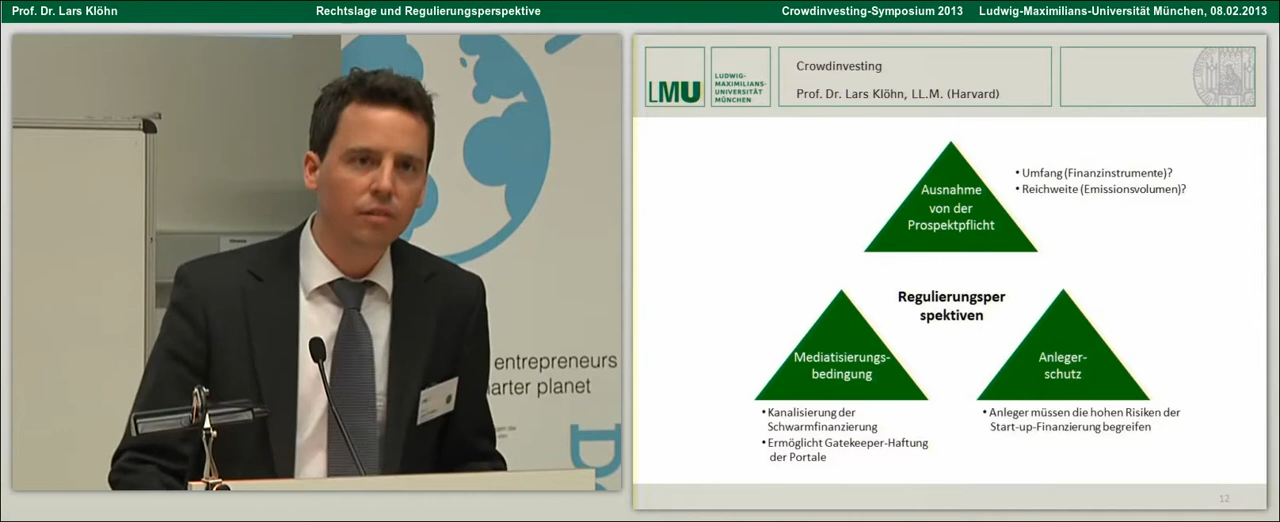 Prof. Dr. Lars Klöhn
Rechtslage und Regulierungsperspektive
Crowdinvesting-Symposium 2013 Ludwig-Maximilians-Universität München, 08.02.2013
entrepreneurs
arter planet
LMU
LUDWIG-
MAXIMILIANS-
UNIVERSITÄT
MÜNCHEN
Crowdinvesting
Prof. Dr. Lars Klöhn, LL.M. (Harvard)
Ausnahme
von der
Prospektpflicht
• Umfang (Finanzinstrumente)?
• Reichweite (Emissionsvolumen)?
Regulierungsper
spektiven
Mediatisierungs-
bedingung
• Kanalisierung der
Schwarmfinanzierung
• Ermöglicht Gatekeeper-Haftung
der Portale
Anleger-
schutz
• Anleger müssen die hohen Risiken der
Start-up-Finanzierung begreifen
12